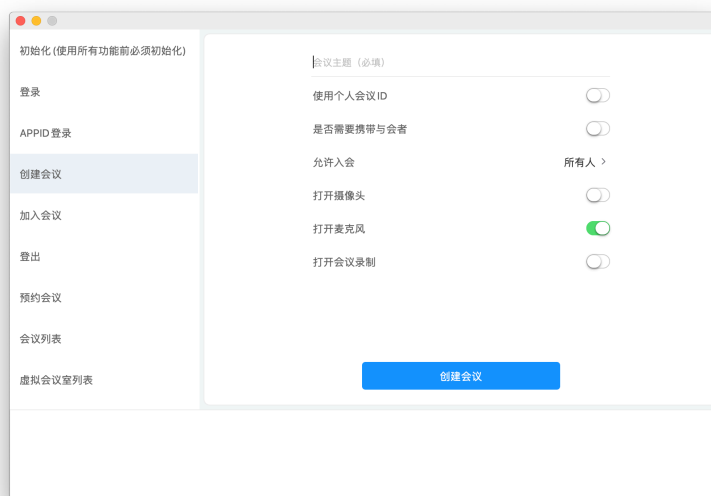 初始化(使用所有功能前必须初始化)
登录
APPID登录
创建会议
加入会议
登出
预约会议
会议列表
虚拟会议室列表
会议主题（必填）
使用个人会议ID
是否需要携带与会者
允许入会 所有人 >
打开摄像头
打开麦克风
打开会议录制
创建会议